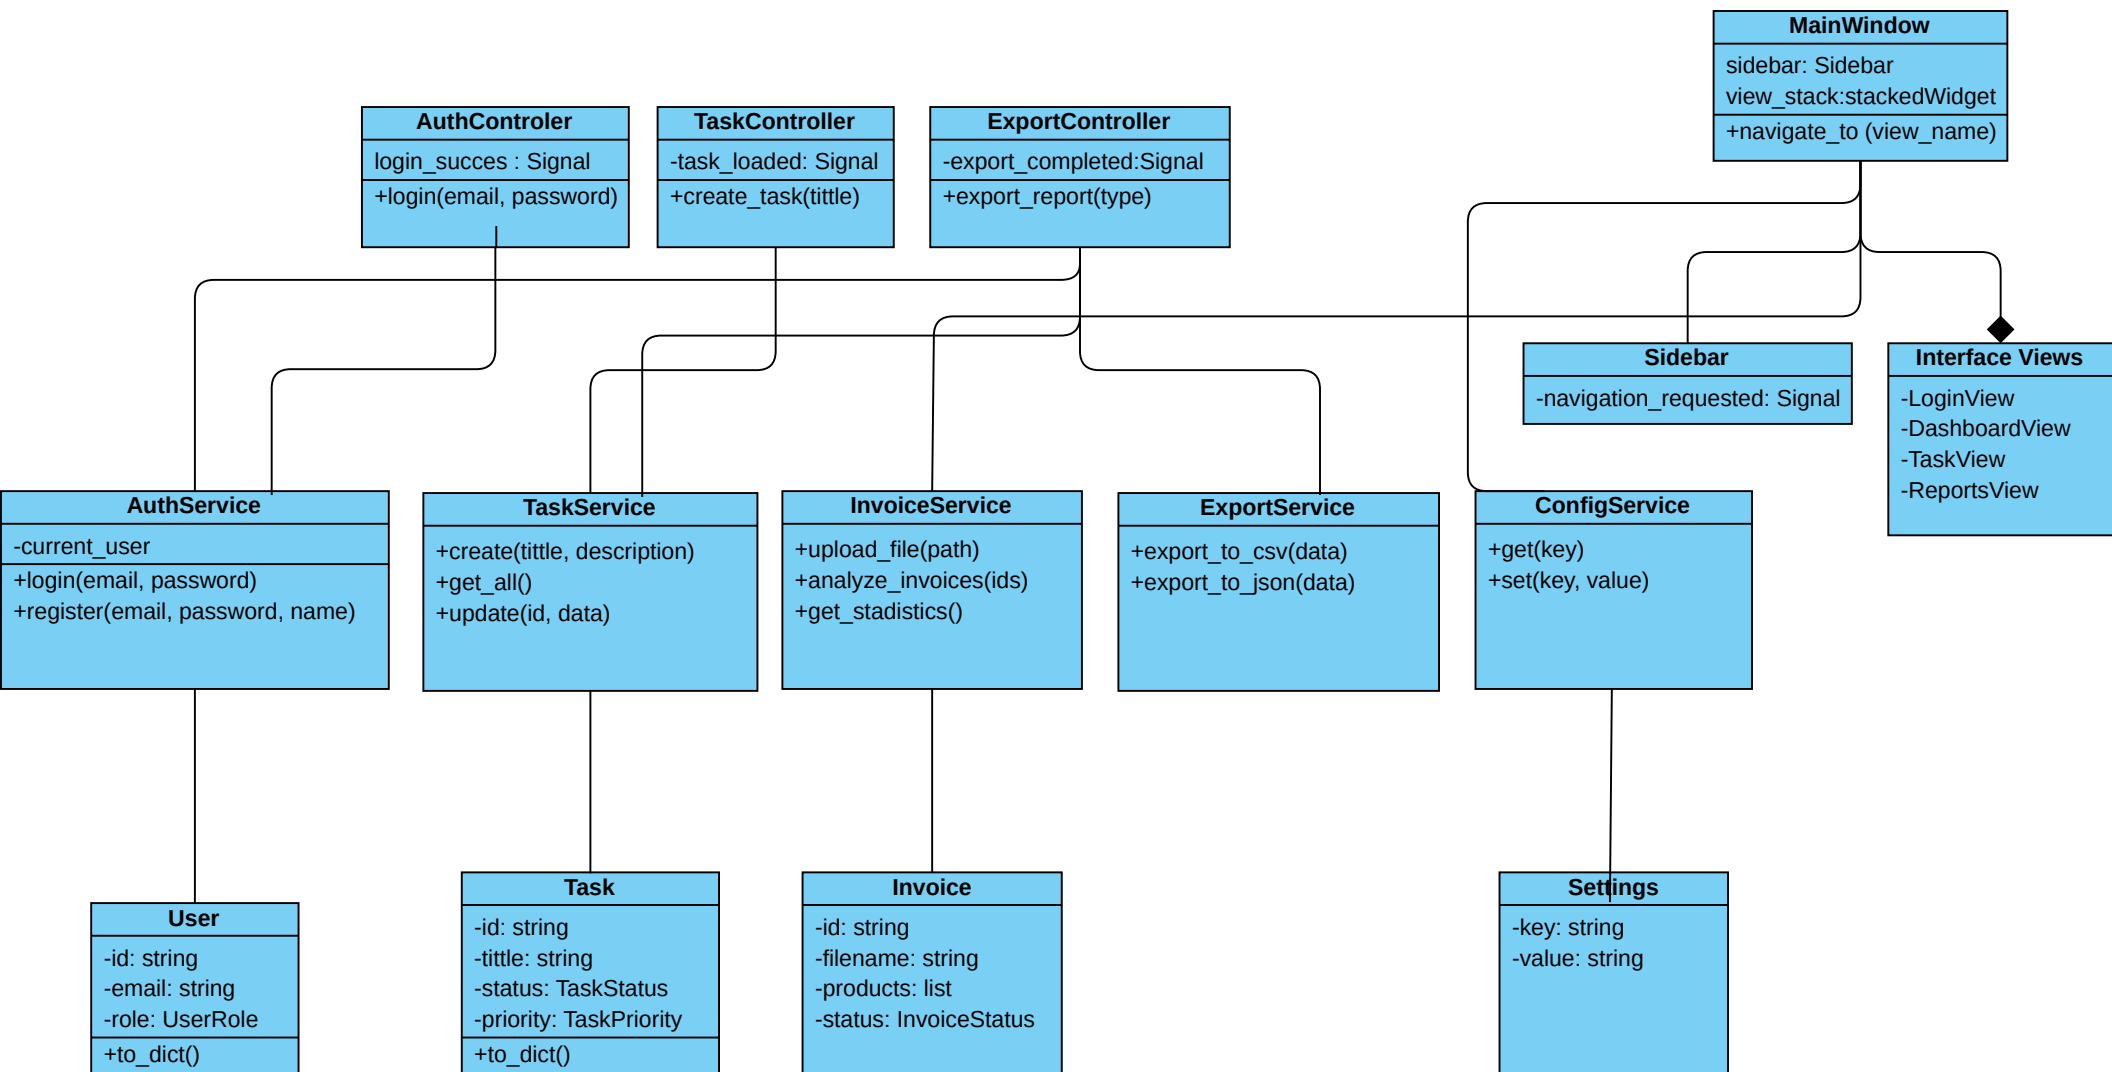 MainWindow
sidebar: Sidebar
view_stack:stackedWidget
+navigate_to (view_name)
AuthControler
login_succes : Signal
+login(email, password)
TaskController
-task_loaded: Signal
+create_task(tittle)
ExportController
-export_completed:Signal
+export_report(type)
Sidebar
-navigation_requested: Signal
Interface Views
-LoginView
-DashboardView
-TaskView
-ReportsView
AuthService
-current_user
+login(email, password)
+register(email, password, name)
TaskService
+create(tittle, description)
+get_all()
+update(id, data)
InvoiceService
+upload_file(path)
+analyze_invoices(ids)
+get_stadistics()
ExportService
+export_to_csv(data)
+export_to_json(data)
ConfigService
+get(key)
+set(key, value)
User
-id: string
-email: string
-role: UserRole
+to_dict()
Task
-id: string
-tittle: string
-status: TaskStatus
-priority: TaskPriority
+to_dict()
Invoice
-id: string
-filename: string
-products: list
-status: InvoiceStatus
Settings
-key: string
-value: string